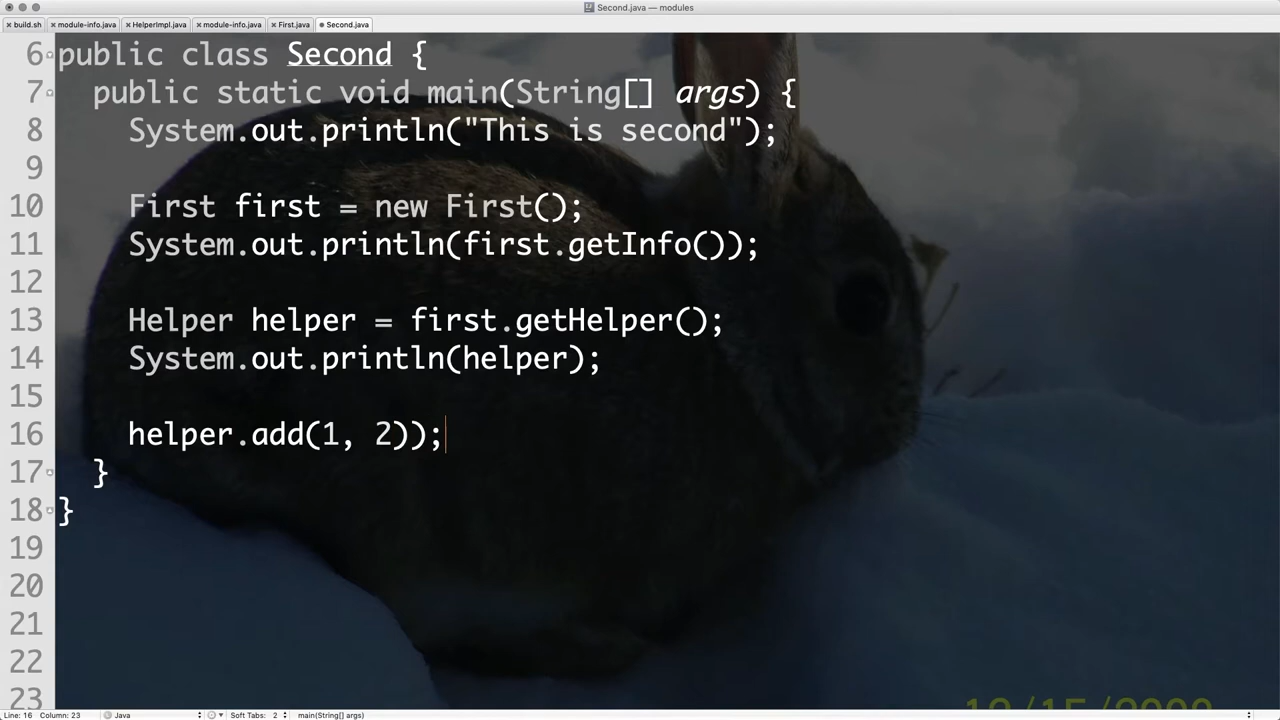 Second.java — modules
build.sh module-info.java HelperImpl.java module-info.java First.java Second.java
6 public class Second {
7 public static void main(String[] args) {
8 System.out.println("This is second");
9
10 First first = new First();
11 System.out.println(first.getInfo());
12
13 Helper helper = first.getHelper();
14 System.out.println(helper);
15
16 helper.add(1, 2));
17 }
18 }
19
20
21
22
23
Line: 16 Column: 23 Java Soft Tabs: 2 main(String[] args)